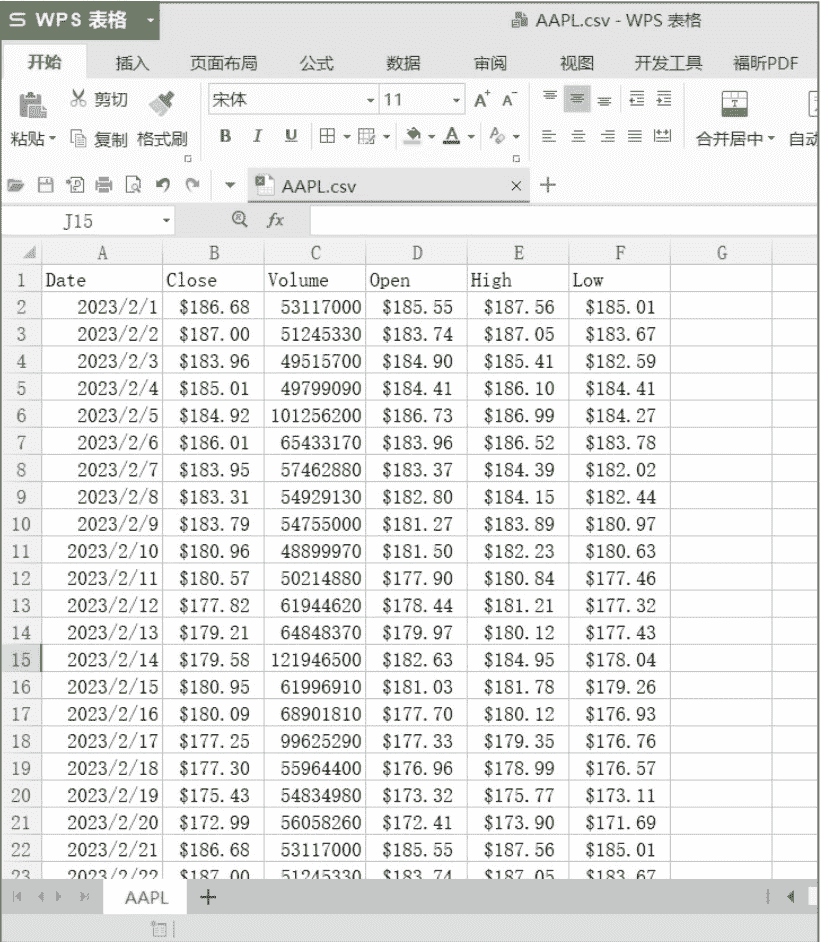 S WPS 表格
AAPL.csv - WPS 表格
开始 插入 页面布局 公式 数据 审阅 视图 开发工具 福昕PDF
剪切 宋体 11 A+ A-
粘贴 复制 格式刷 B I U A 合并居中
AAPL.csv × +
J15 fx
A B C D E F G
1 Date Close Volume Open High Low
2 2023/2/1 $186.68 53117000 $185.55 $187.56 $185.01
3 2023/2/2 $187.00 51245330 $183.74 $187.05 $183.67
4 2023/2/3 $183.96 49515700 $184.90 $185.41 $182.59
5 2023/2/4 $185.01 49799090 $184.41 $186.10 $184.41
6 2023/2/5 $184.92 101256200 $186.73 $186.99 $184.27
7 2023/2/6 $186.01 65433170 $183.96 $186.52 $183.78
8 2023/2/7 $183.95 57462880 $183.37 $184.39 $182.02
9 2023/2/8 $183.31 54929130 $182.80 $184.15 $182.44
10 2023/2/9 $183.79 54755000 $181.27 $183.89 $180.97
11 2023/2/10 $180.96 48899970 $181.50 $182.23 $180.63
12 2023/2/11 $180.57 50214880 $177.90 $180.84 $177.46
13 2023/2/12 $177.82 61944620 $178.44 $181.21 $177.32
14 2023/2/13 $179.21 64848370 $179.97 $180.12 $177.43
15 2023/2/14 $179.58 121946500 $182.63 $184.95 $178.04
16 2023/2/15 $180.95 61996910 $181.03 $181.78 $179.26
17 2023/2/16 $180.09 68901810 $177.70 $180.12 $176.93
18 2023/2/17 $177.25 99625290 $177.33 $179.35 $176.76
19 2023/2/18 $177.30 55964400 $176.96 $178.99 $176.57
20 2023/2/19 $175.43 54834980 $173.32 $175.77 $173.11
21 2023/2/20 $172.99 56058260 $172.41 $173.90 $171.69
22 2023/2/21 $186.68 53117000 $185.55 $187.56 $185.01
23 2023/2/22 $187.00 51245330 $183.74 $187.05 $183.67
AAPL +